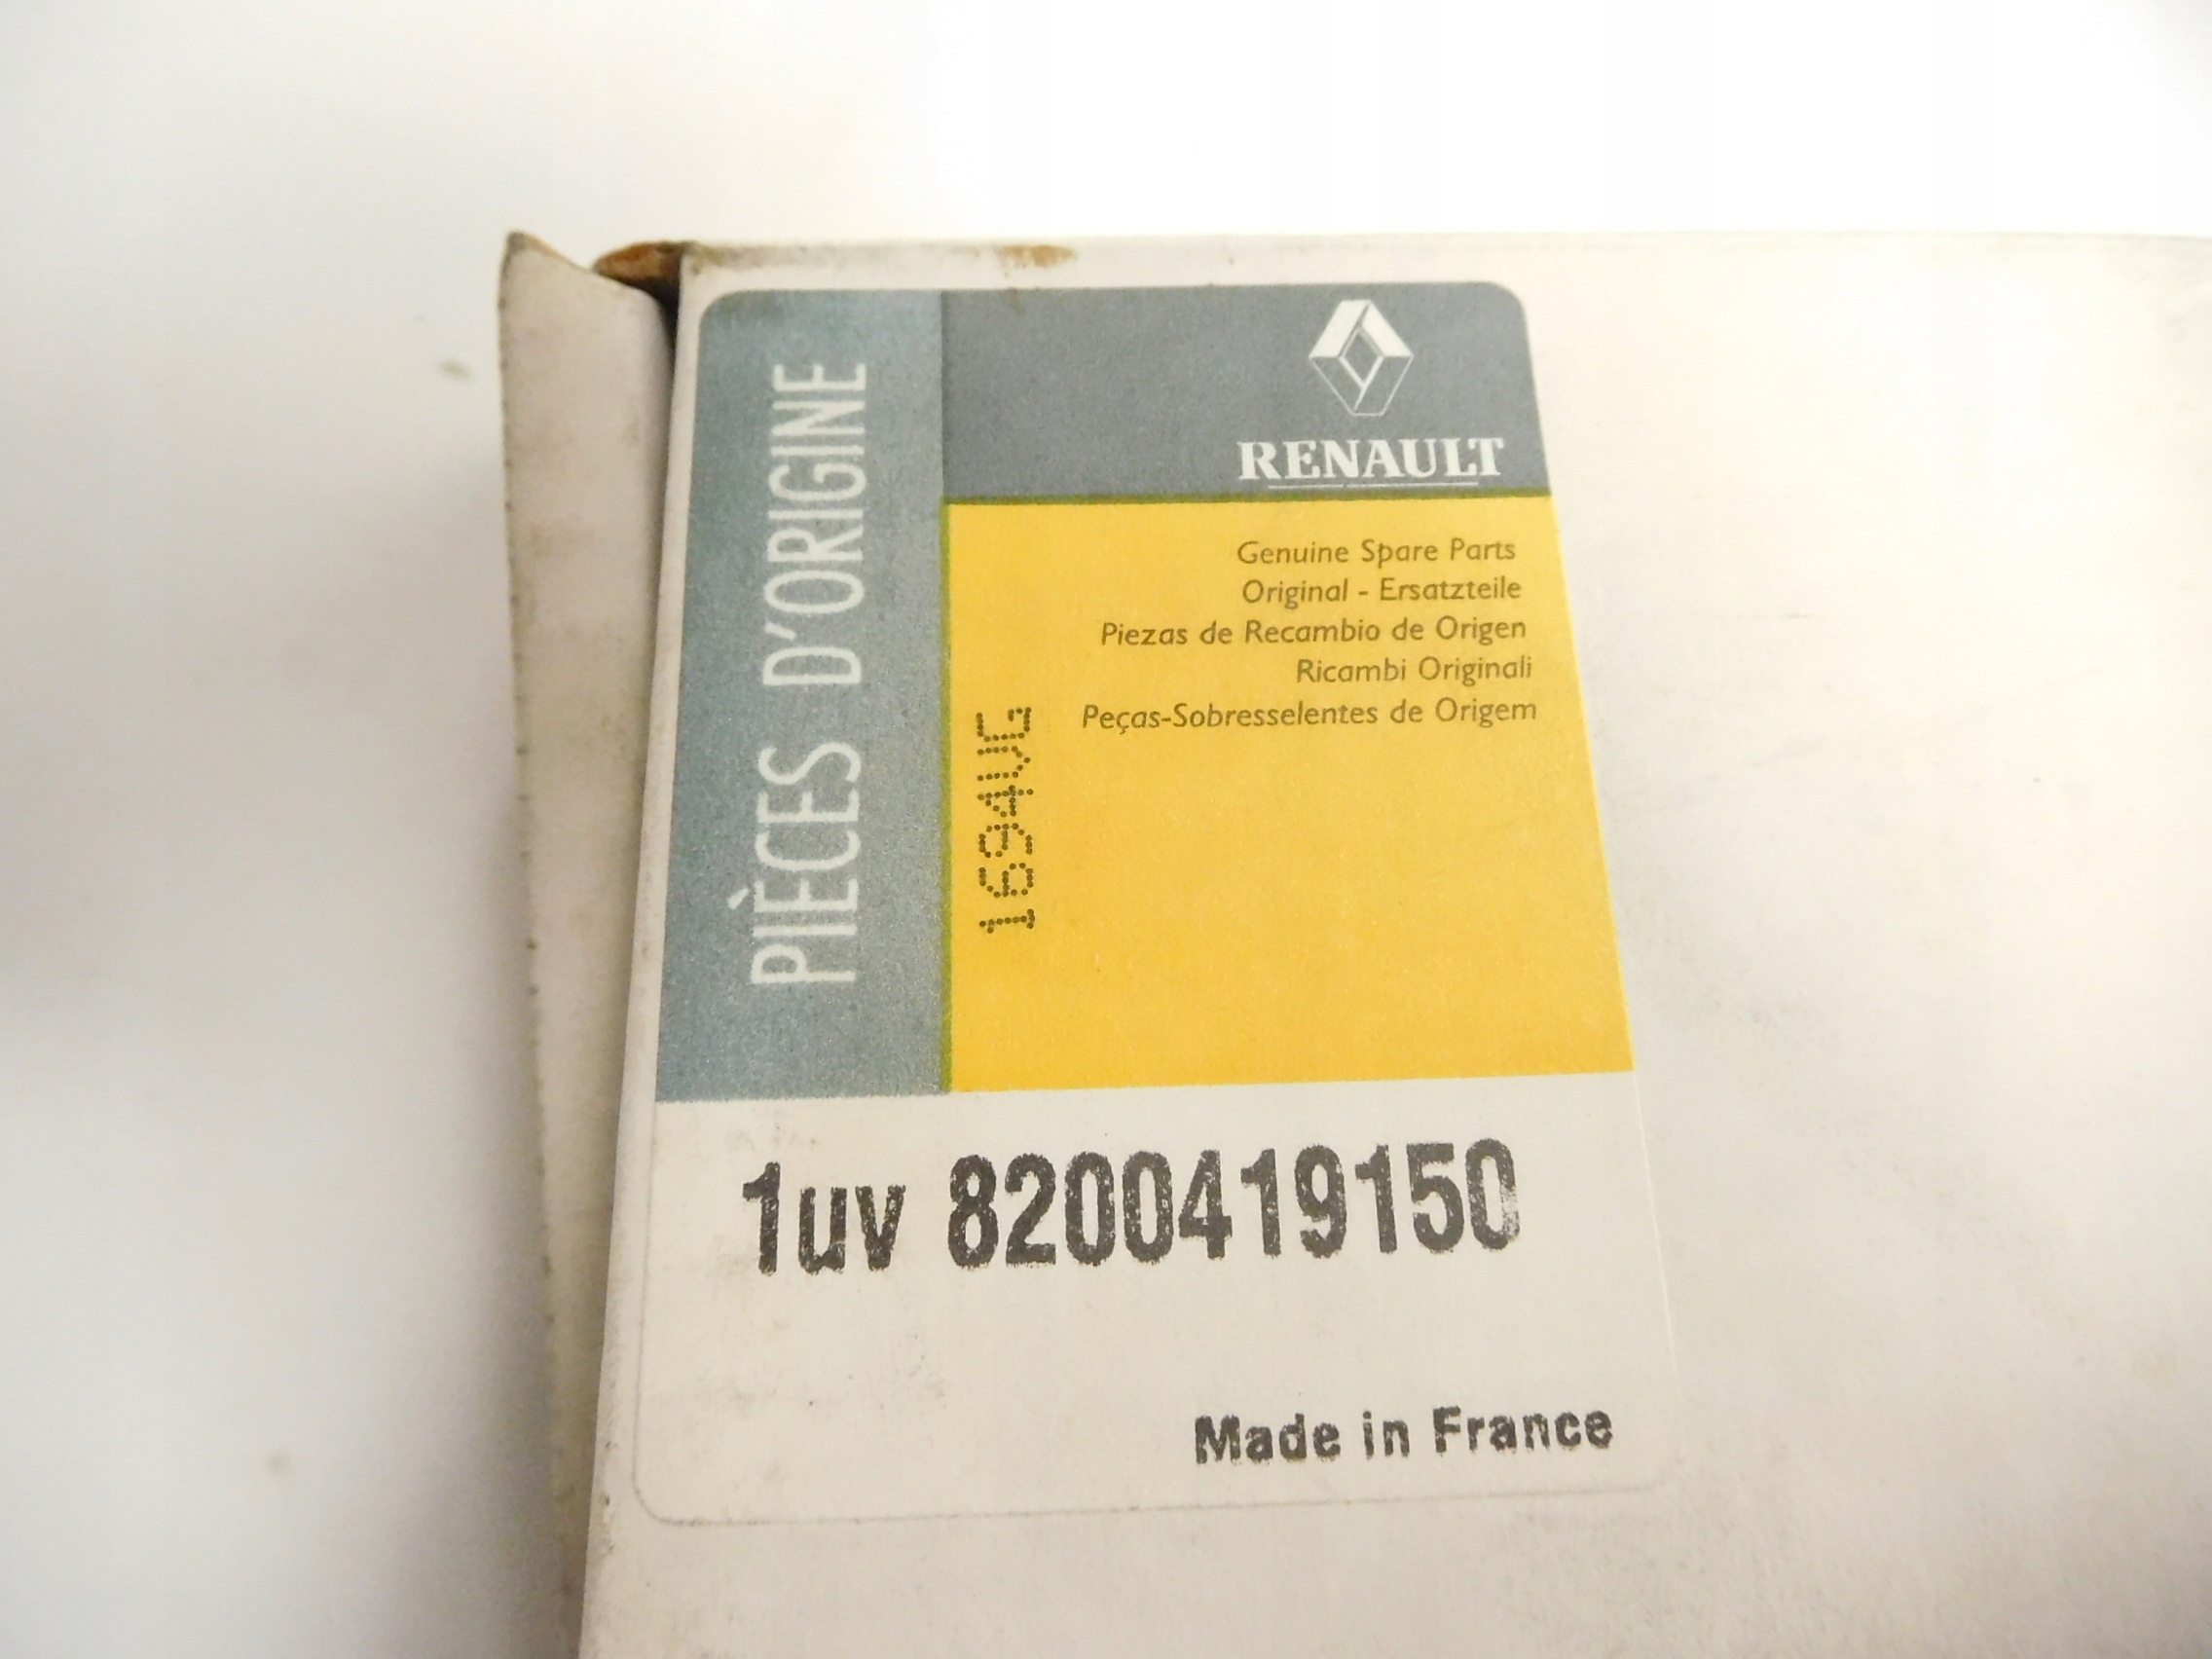 PIÈCES D'ORIGINE
RENAULT
Genuine Spare Parts
Original - Ersatzteile
Piezas de Recambio de Origen
Ricambi Originali
Peças-Sobresselentes de Origem
1uv 8200419150
Made in France